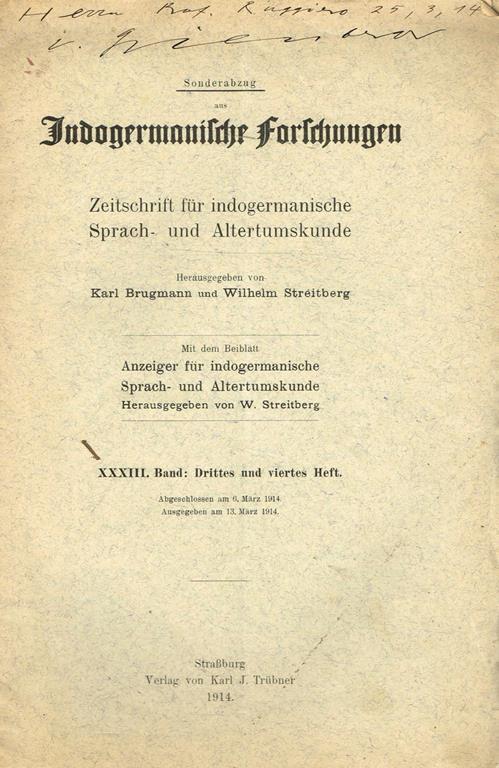 Herrn Prof. Ruggiero 25, 3, 14
v. Grienberger
Sonderabzug
aus
Indogermanische Forschungen
Zeitschrift für indogermanische
Sprach- und Altertumskunde
Herausgegeben von
Karl Brugmann und Wilhelm Streitberg
Mit dem Beiblatt
Anzeiger für indogermanische
Sprach- und Altertumskunde
Herausgegeben von W. Streitberg
XXXIII. Band: Drittes und viertes Heft.
Abgeschlossen am 6. März 1914.
Ausgegeben am 13. März 1914.
Straßburg
Verlag von Karl J. Trübner
1914.